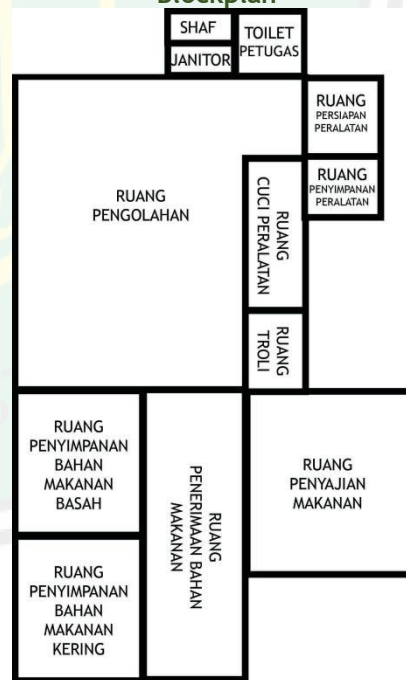 Blockplan
SHAF
JANITOR
TOILET
PETUGAS
RUANG
PERSIAPAN
PERALATAN
RUANG
PENYIMPANAN
PERALATAN
RUANG
PENGOLAHAN
RUANG
CUCI PERALATAN
RUANG
TROLI
RUANG
PENYIMPANAN
BAHAN
MAKANAN
BASAH
RUANG
PENERIMAAN BAHAN
MAKANAN
RUANG
PENYAJIAN
MAKANAN
RUANG
PENYIMPANAN
BAHAN
MAKANAN
KERING